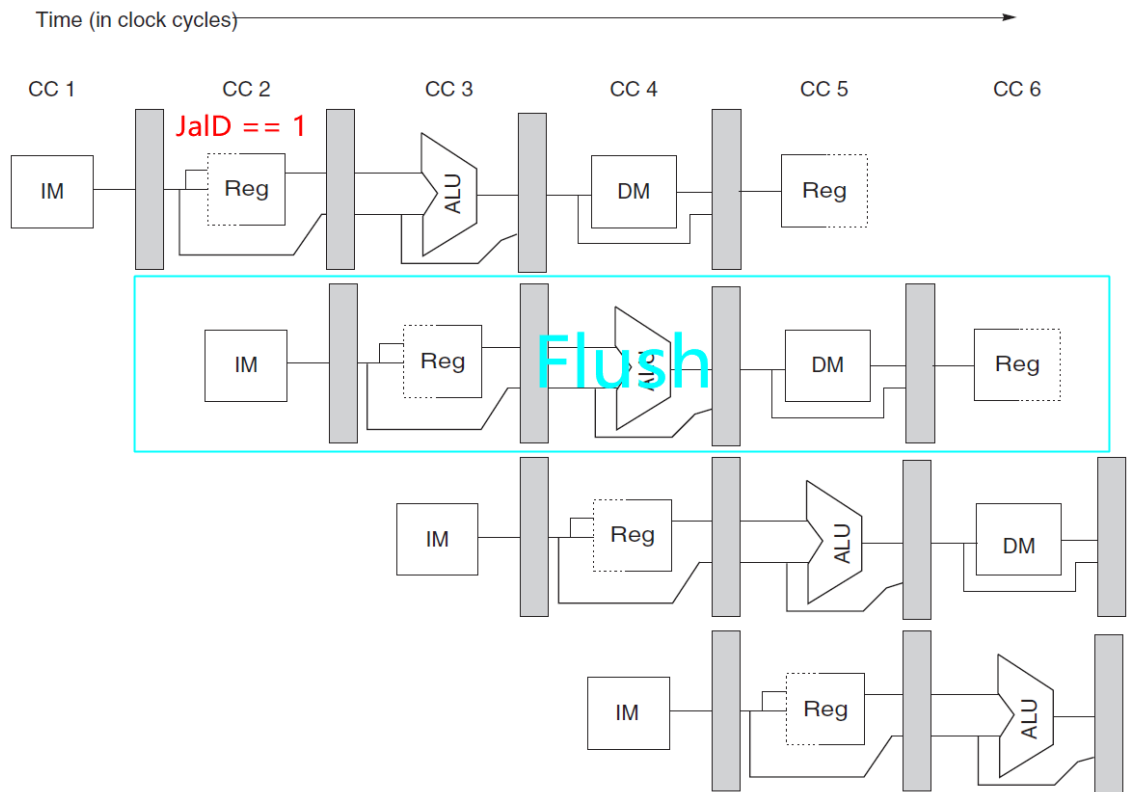 Time (in clock cycles)
CC 1 CC 2 CC 3 CC 4 CC 5 CC 6
JalD == 1
IM Reg ALU DM Reg
IM Reg ALU DM Reg
Flush
IM Reg ALU DM
IM Reg ALU